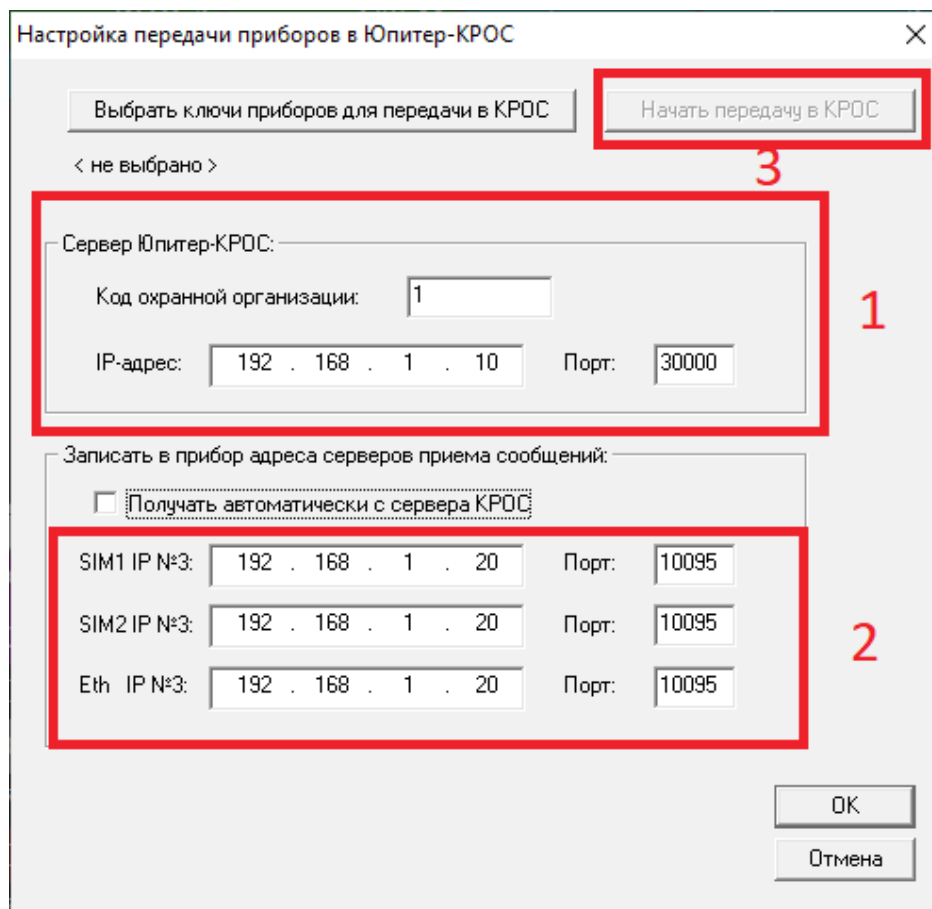 Настройка передачи приборов в Юпитер-КРОС
Выбрать ключи приборов для передачи в КРОС Начать передачу в КРОС
< не выбрано > 3
Сервер Юпитер-КРОС:
Код охранной организации: 1
1
IP-адрес: 192 . 168 . 1 . 10 Порт: 30000
Записать в прибор адреса серверов приема сообщений:
Получать автоматически с сервера КРОС
SIM1 IP №3: 192 . 168 . 1 . 20 Порт: 10095
SIM2 IP №3: 192 . 168 . 1 . 20 Порт: 10095
2
Eth IP №3: 192 . 168 . 1 . 20 Порт: 10095
OK
Отмена